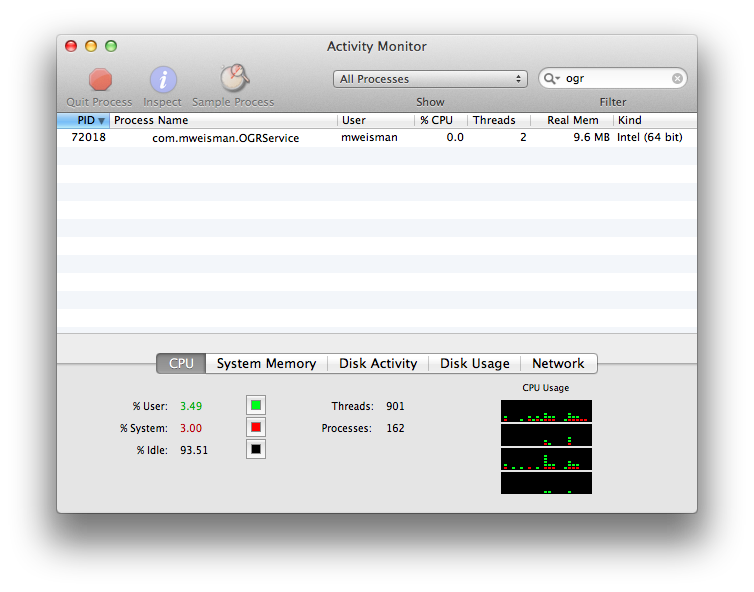 Activity Monitor
Quit Process Inspect Sample Process All Processes ogr
Show Filter
PID Process Name User % CPU Threads Real Mem Kind
72018 com.mweisman.OGRService mweisman 0.0 2 9.6 MB Intel (64 bit)
CPU System Memory Disk Activity Disk Usage Network
CPU Usage
% User: 3.49 Threads: 901
% System: 3.00 Processes: 162
% Idle: 93.51